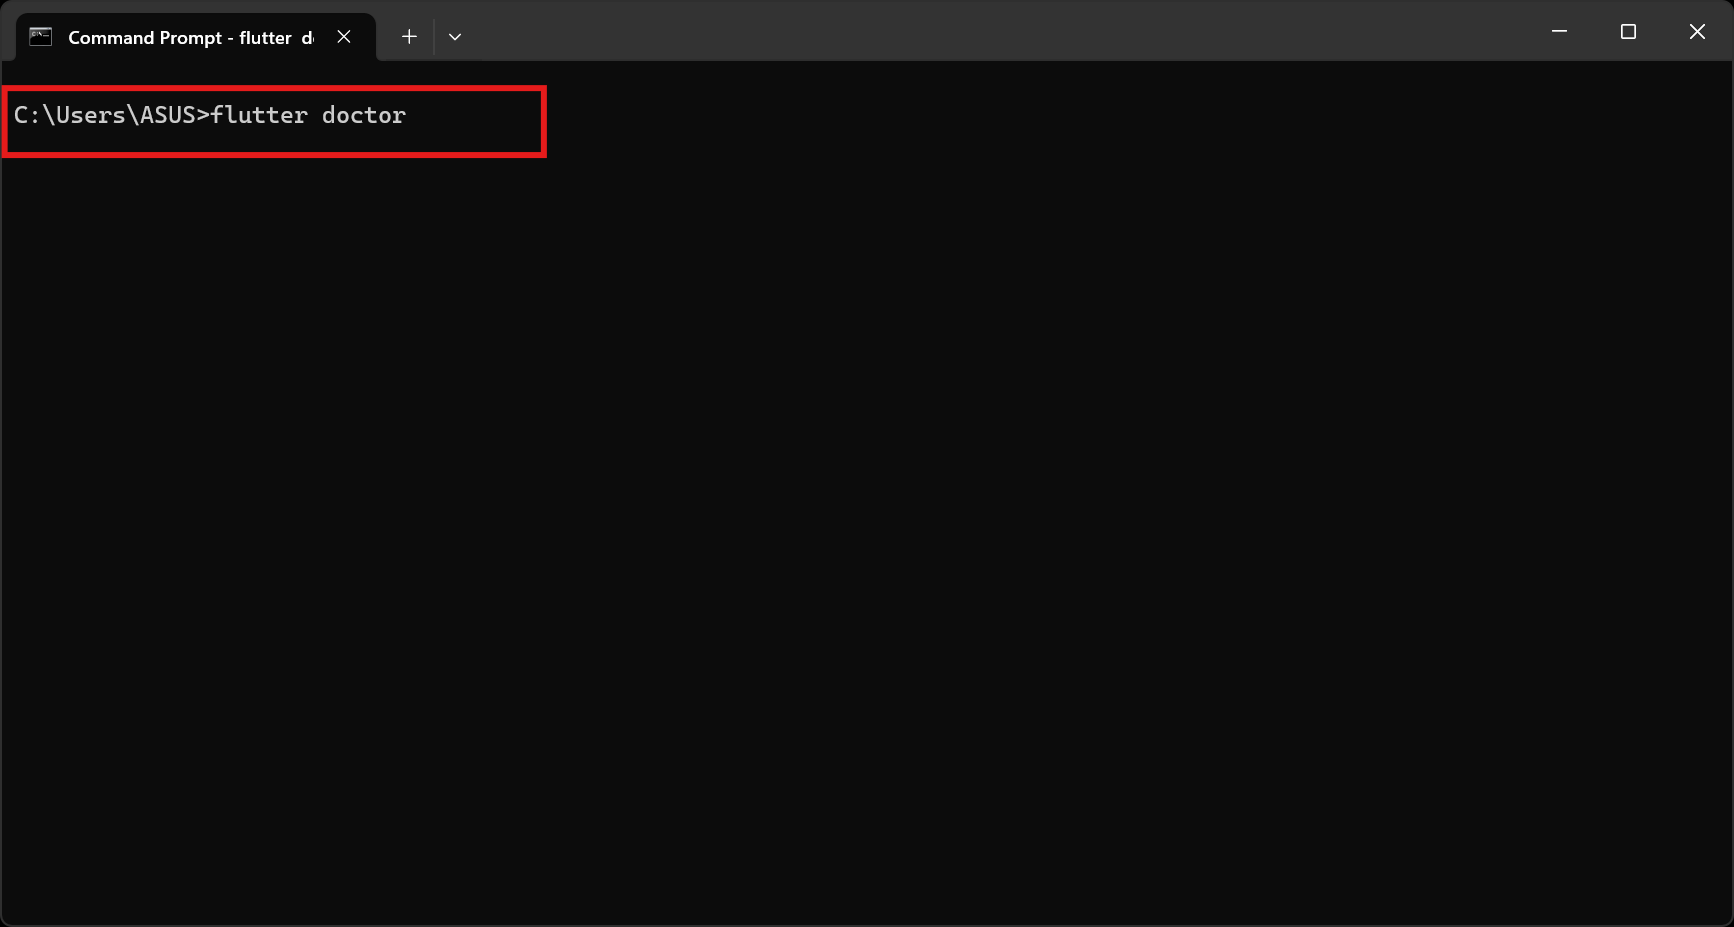 Command Prompt - flutter
C:\Users\ASUS>flutter doctor